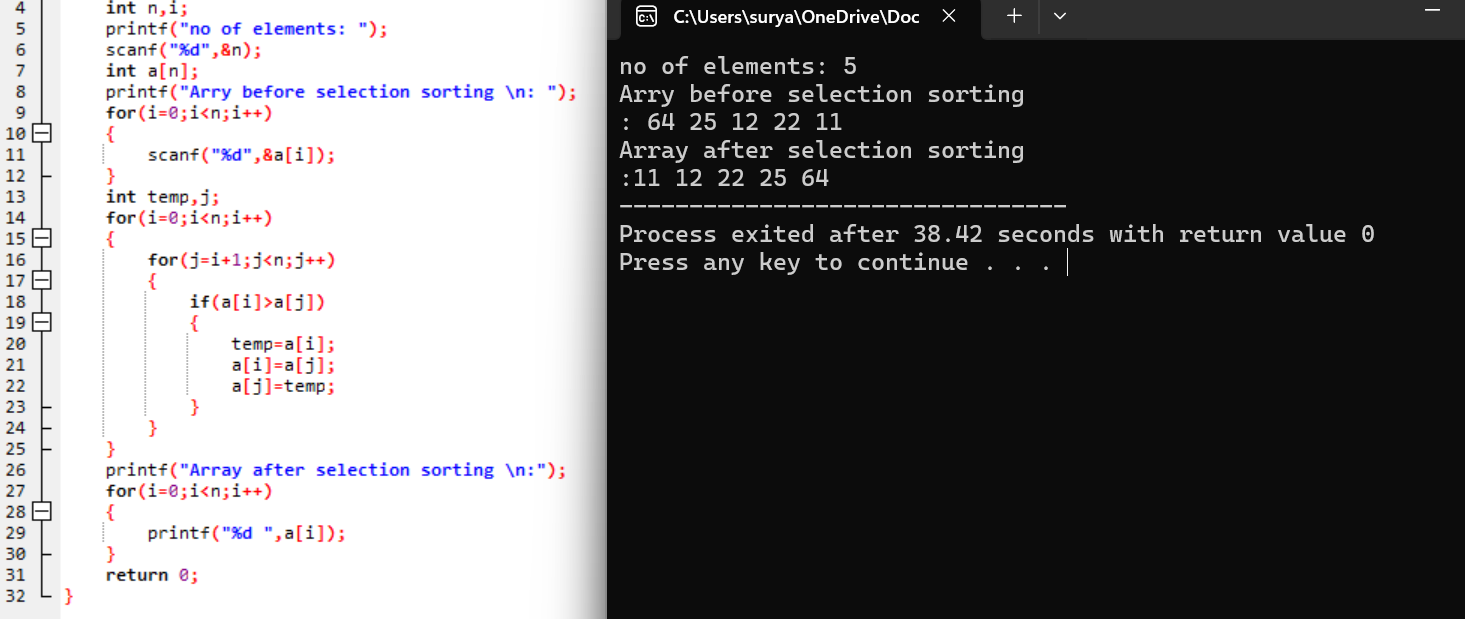 4 int n,i;
5 printf("no of elements: ");
6 scanf("%d",&n);
7 int a[n];
8 printf("Arry before selection sorting \n: ");
9 for(i=0;i<n;i++)
10 {
11 scanf("%d",&a[i]);
12 }
13 int temp,j;
14 for(i=0;i<n;i++)
15 {
16 for(j=i+1;j<n;j++)
17 {
18 if(a[i]>a[j])
19 {
20 temp=a[i];
21 a[i]=a[j];
22 a[j]=temp;
23 }
24 }
25 }
26 printf("Array after selection sorting \n:");
27 for(i=0;i<n;i++)
28 {
29 printf("%d ",a[i]);
30 }
31 return 0;
32 }
C:\Users\surya\OneDrive\Doc
no of elements: 5
Arry before selection sorting
: 64 25 12 22 11
Array after selection sorting
:11 12 22 25 64
--------------------------------
Process exited after 38.42 seconds with return value 0
Press any key to continue . . .